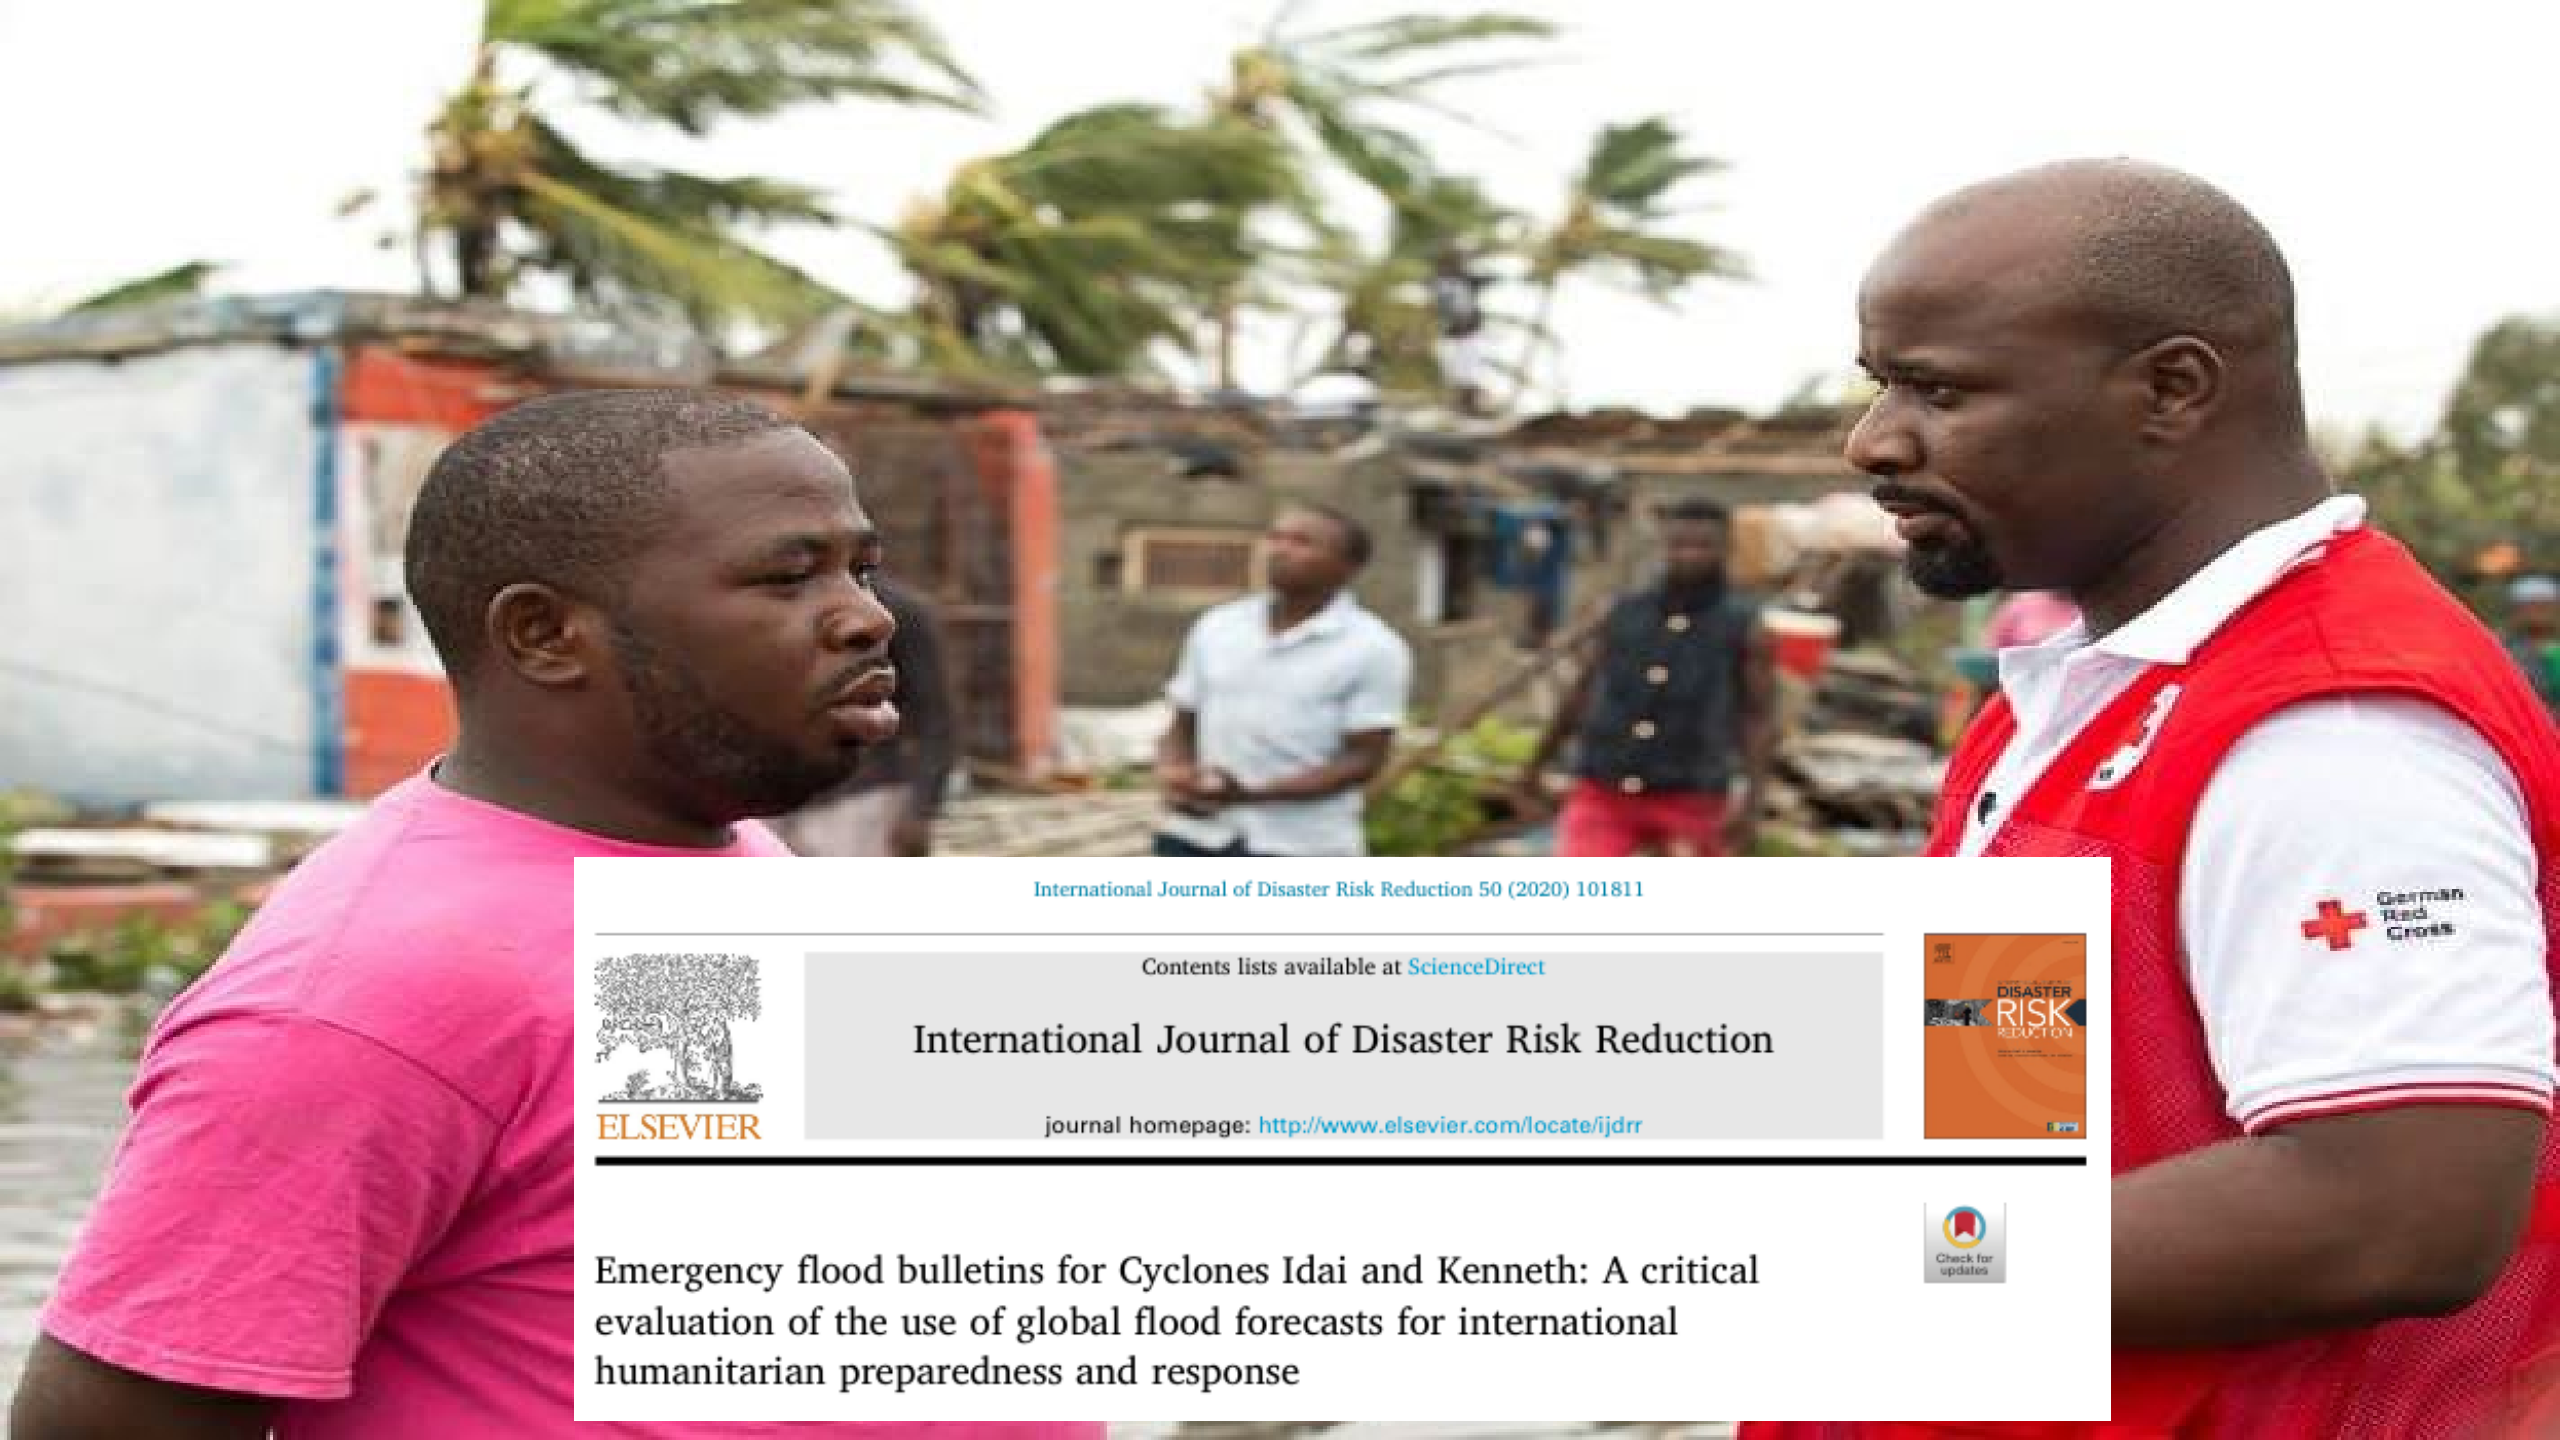 International Journal of Disaster Risk Reduction 50 (2020) 101811
Contents lists available at ScienceDirect
International Journal of Disaster Risk Reduction
journal homepage: http://www.elsevier.com/locate/ijdrr
ELSEVIER
DISASTER
RISK
REDUCTION
German
Red
Cross
Check for
updates
Emergency flood bulletins for Cyclones Idai and Kenneth: A critical
evaluation of the use of global flood forecasts for international
humanitarian preparedness and response